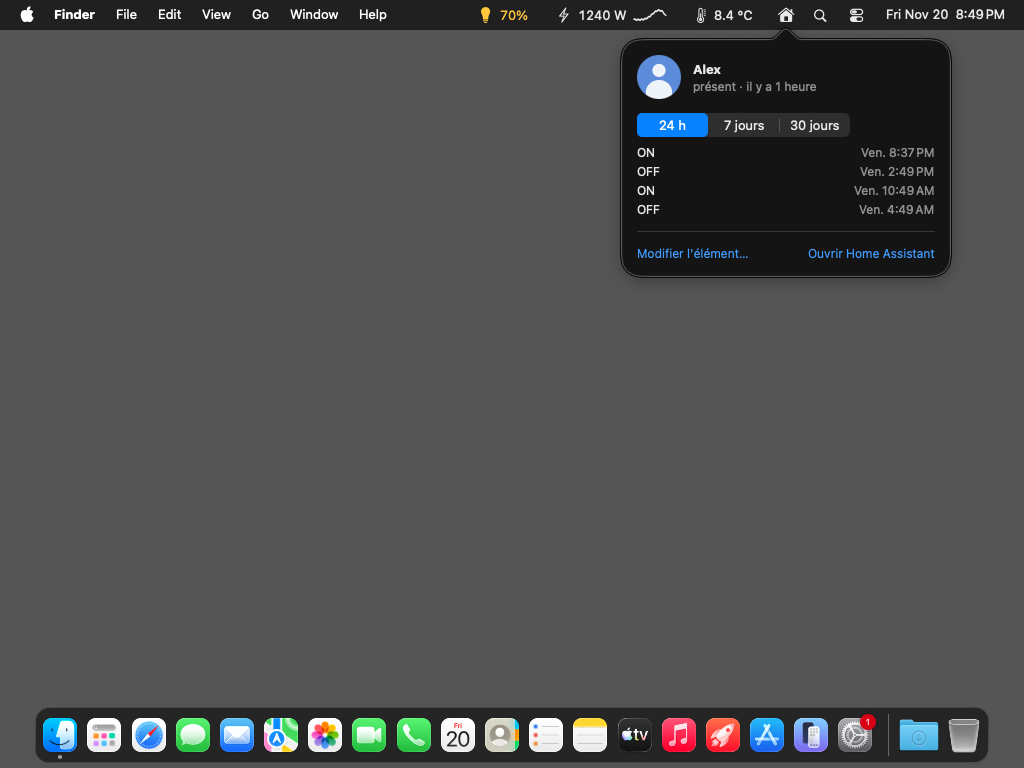 Finder File Edit View Go Window Help 70% 1240 W 8.4 ºC Fri Nov 20 8:49 PM
Alex
présent · il y a 1 heure
24 h 7 jours 30 jours
ON Ven. 8:37 PM
OFF Ven. 2:49 PM
ON Ven. 10:49 AM
OFF Ven. 4:49 AM
Modifier l'élément... Ouvrir Home Assistant
Fri
20
tv
1